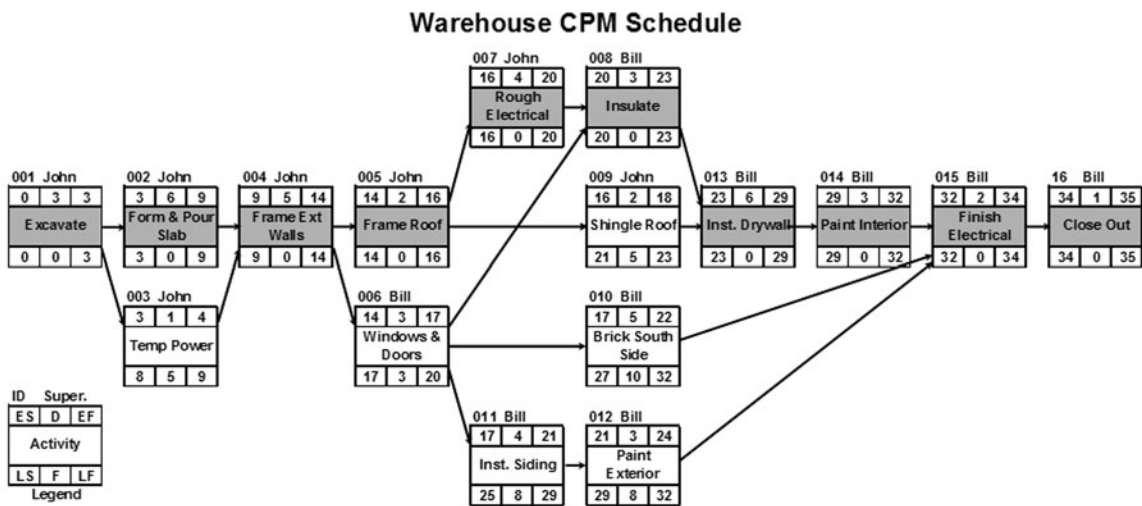 Warehouse CPM Schedule
007 John
16 4 20
Rough
Electrical
16 0 20
008 Bill
20 3 23
Insulate
20 0 23
001 John
0 3 3
Excavate
0 0 3
002 John
3 6 9
Form & Pour
Slab
3 0 9
004 John
9 5 14
Frame Ext
Walls
9 0 14
005 John
14 2 16
Frame Roof
14 0 16
009 John
16 2 18
Shingle Roof
21 5 23
013 Bill
23 6 29
Inst. Drywall
23 0 29
014 Bill
29 3 32
Paint Interior
29 0 32
015 Bill
32 2 34
Finish
Electrical
32 0 34
16 Bill
34 1 35
Close Out
34 0 35
003 John
3 1 4
Temp Power
8 5 9
006 Bill
14 3 17
Windows &
Doors
17 3 20
010 Bill
17 5 22
Brick South
Side
27 10 32
011 Bill
17 4 21
Inst. Siding
25 8 29
012 Bill
21 3 24
Paint
Exterior
29 8 32
ID Super.
ES D EF
Activity
LS F LF
Legend